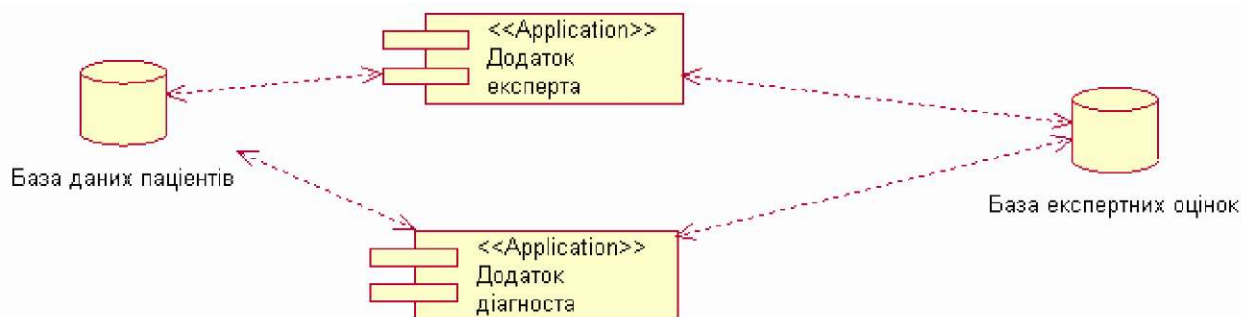 <<Application>>
Додаток
експерта
База даних пацієнтів
База експертних оцінок
<<Application>>
Додаток
діагноста